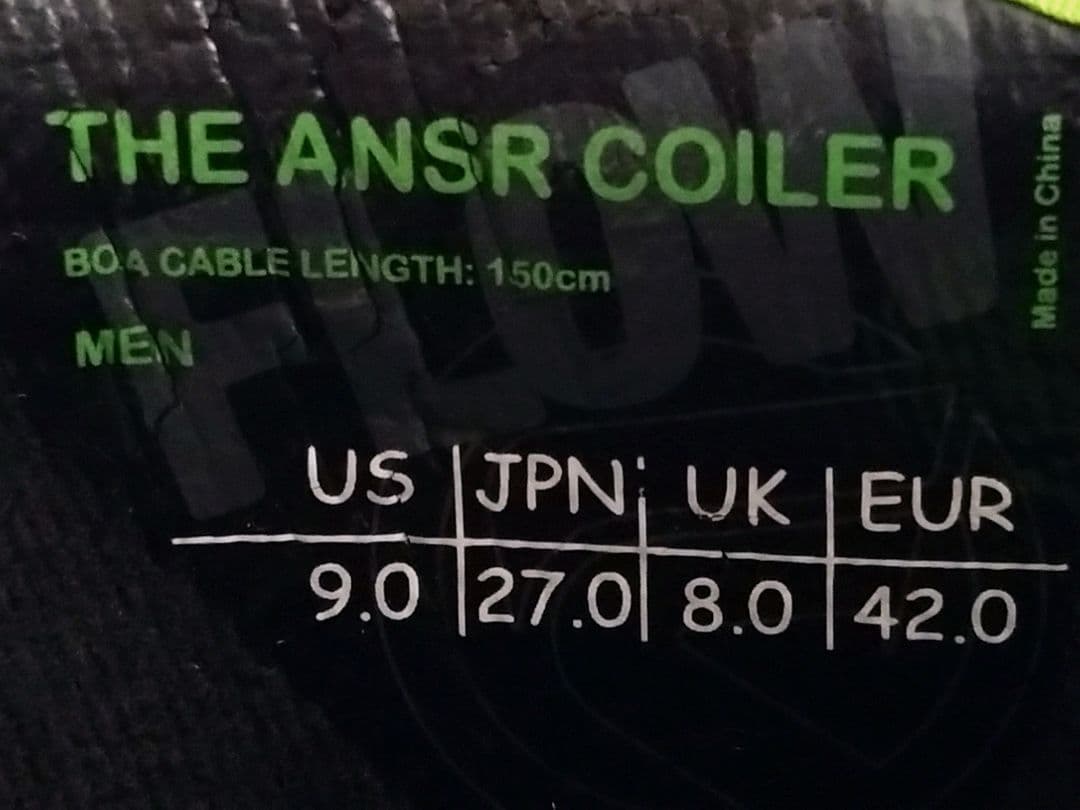 FLOW
THE ANSR COILER
BOA CABLE LENGTH: 150cm
MEN
US JPN UK EUR
9.0 27.0 8.0 42.0
Made in China